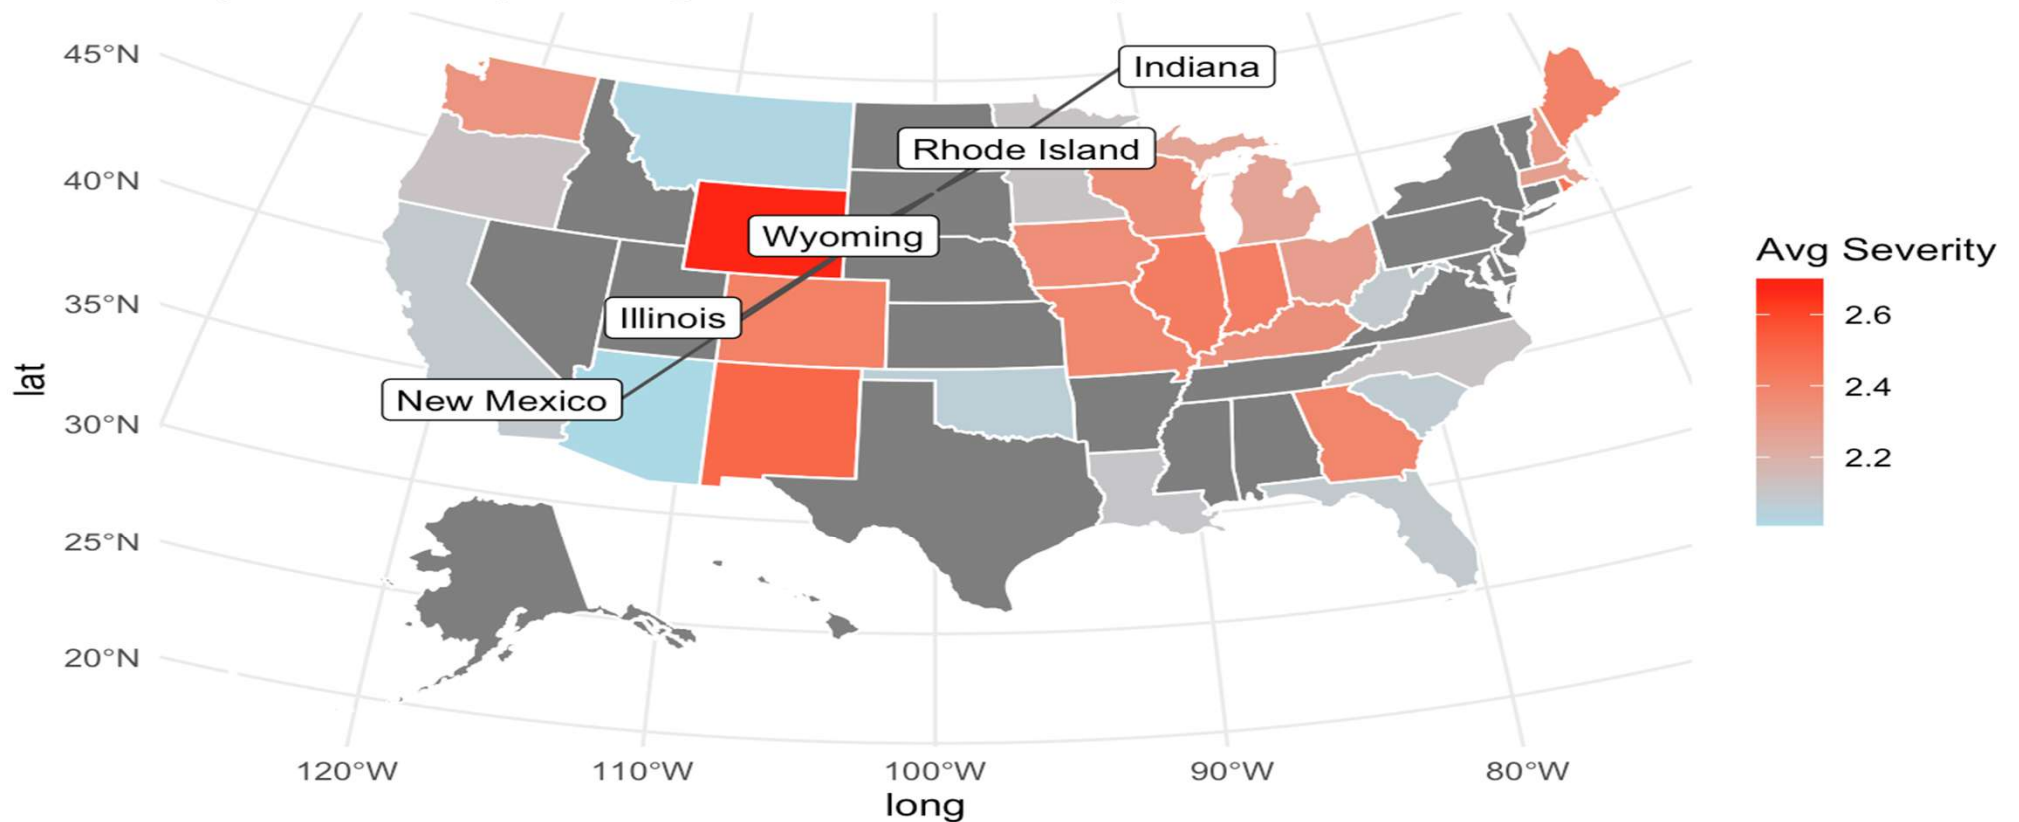 45°N
40°N
35°N
30°N
25°N
20°N
lat
Indiana
Rhode Island
Wyoming
Illinois
New Mexico
120°W
110°W
100°W
90°W
80°W
long
Avg Severity
2.6
2.4
2.2